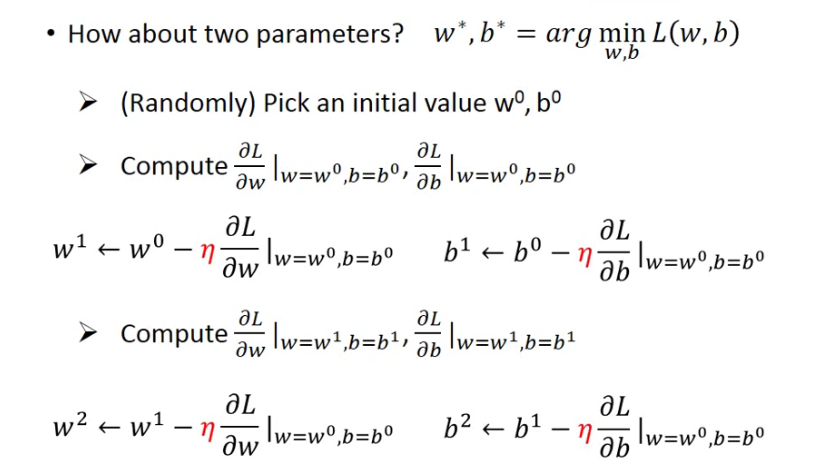 • How about two parameters? w*, b* = arg min_{w,b} L(w, b)
➢ (Randomly) Pick an initial value w⁰, b⁰
➢ Compute ∂L/∂w |w=w⁰,b=b⁰, ∂L/∂b |w=w⁰,b=b⁰
w¹ ← w⁰ − η ∂L/∂w |w=w⁰,b=b⁰ b¹ ← b⁰ − η ∂L/∂b |w=w⁰,b=b⁰
➢ Compute ∂L/∂w |w=w¹,b=b¹, ∂L/∂b |w=w¹,b=b¹
w² ← w¹ − η ∂L/∂w |w=w⁰,b=b⁰ b² ← b¹ − η ∂L/∂b |w=w⁰,b=b⁰